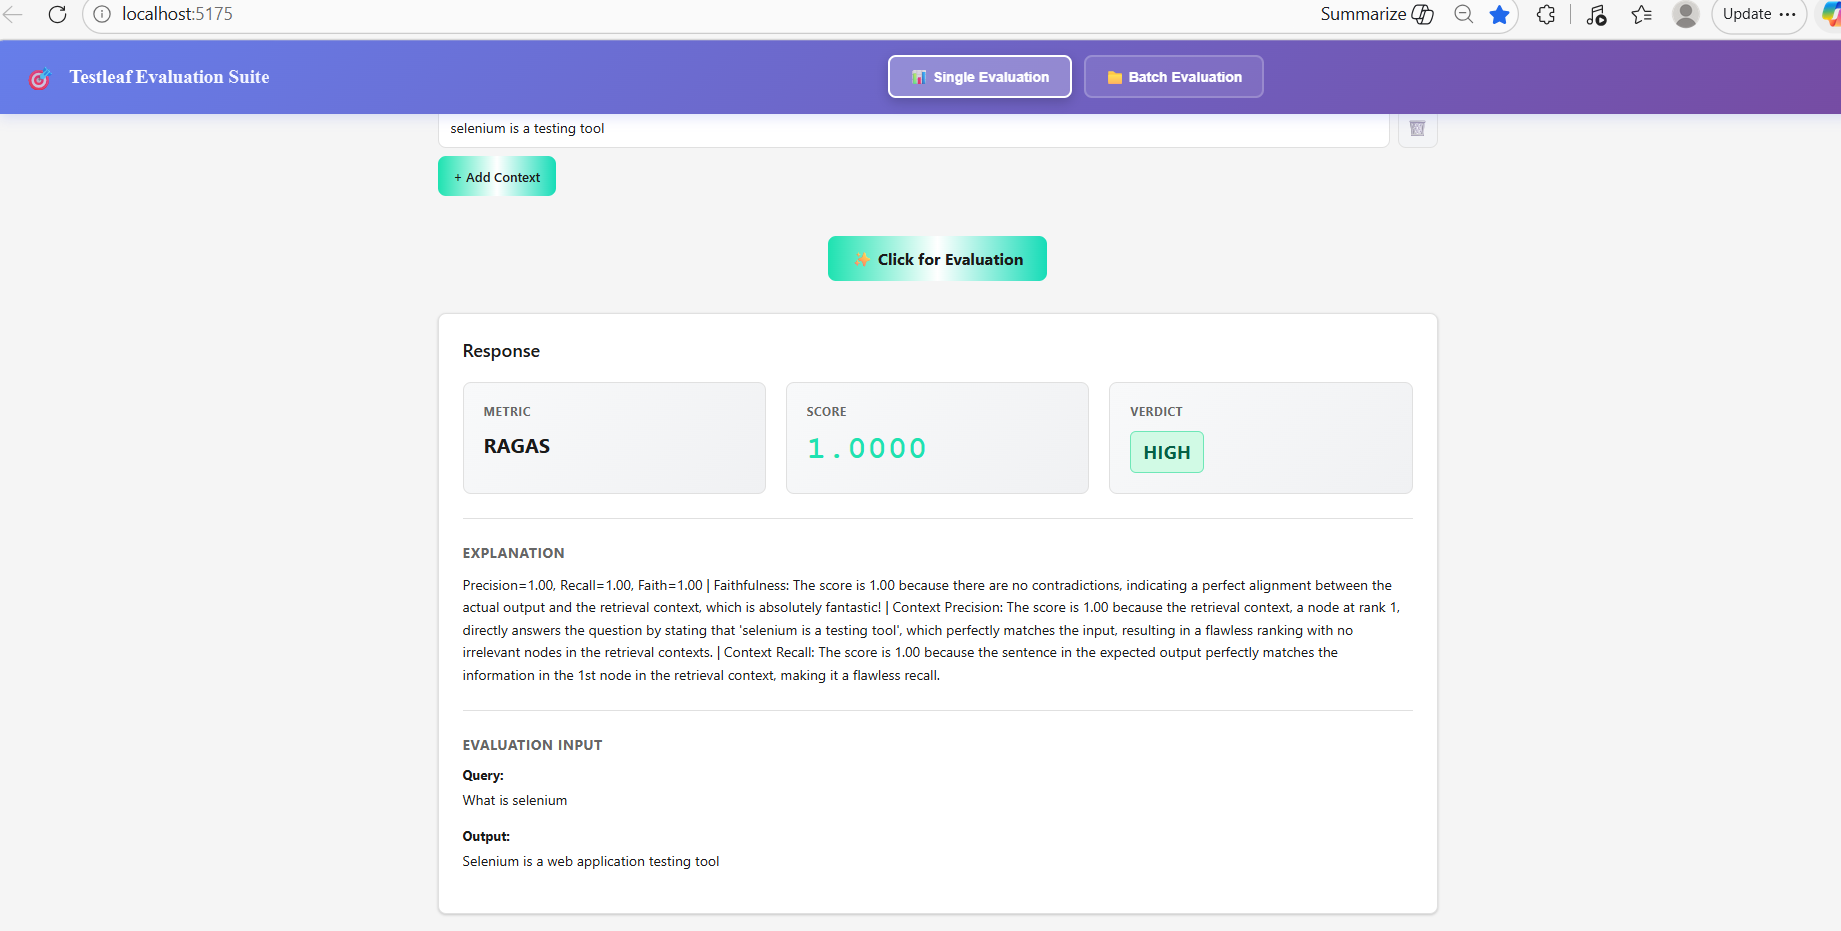 localhost:5175
Summarize
Update
Testleaf Evaluation Suite
Single Evaluation
Batch Evaluation
selenium is a testing tool
+ Add Context
Click for Evaluation
Response
METRIC
RAGAS
SCORE
1.0000
VERDICT
HIGH
EXPLANATION
Precision=1.00, Recall=1.00, Faith=1.00 | Faithfulness: The score is 1.00 because there are no contradictions, indicating a perfect alignment between the
actual output and the retrieval context, which is absolutely fantastic! | Context Precision: The score is 1.00 because the retrieval context, a node at rank 1,
directly answers the question by stating that 'selenium is a testing tool', which perfectly matches the input, resulting in a flawless ranking with no
irrelevant nodes in the retrieval contexts. | Context Recall: The score is 1.00 because the sentence in the expected output perfectly matches the
information in the 1st node in the retrieval context, making it a flawless recall.
EVALUATION INPUT
Query:
What is selenium
Output:
Selenium is a web application testing tool